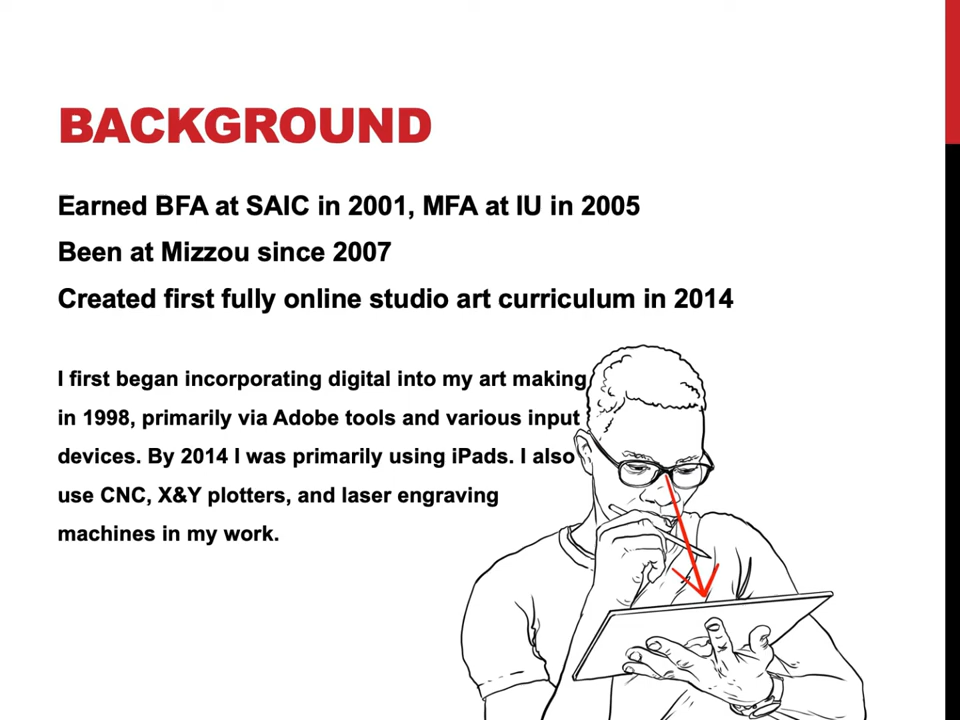 BACKGROUND
Earned BFA at SAIC in 2001, MFA at IU in 2005
Been at Mizzou since 2007
Created first fully online studio art curriculum in 2014
I first began incorporating digital into my art making
in 1998, primarily via Adobe tools and various input
devices. By 2014 I was primarily using iPads. I also
use CNC, X&Y plotters, and laser engraving
machines in my work.